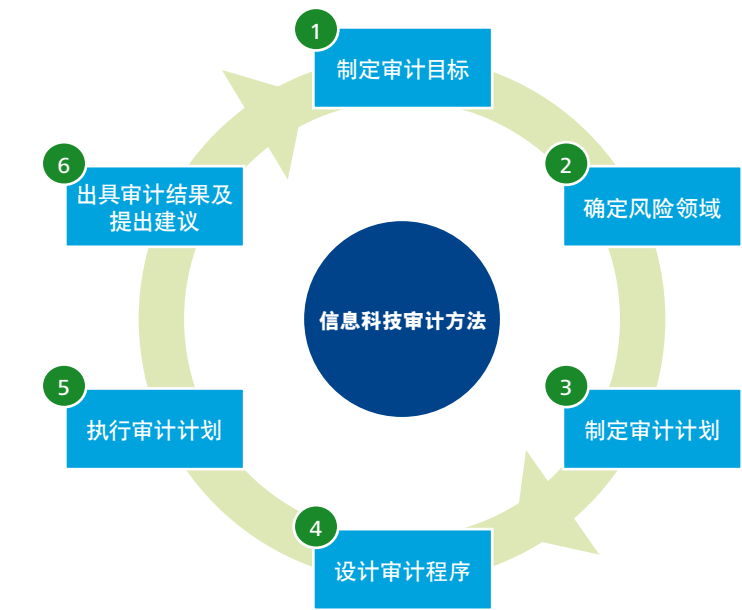 1
制定审计目标
2
确定风险领域
3
制定审计计划
4
设计审计程序
5
执行审计计划
6
出具审计结果及
提出建议
信息科技审计方法